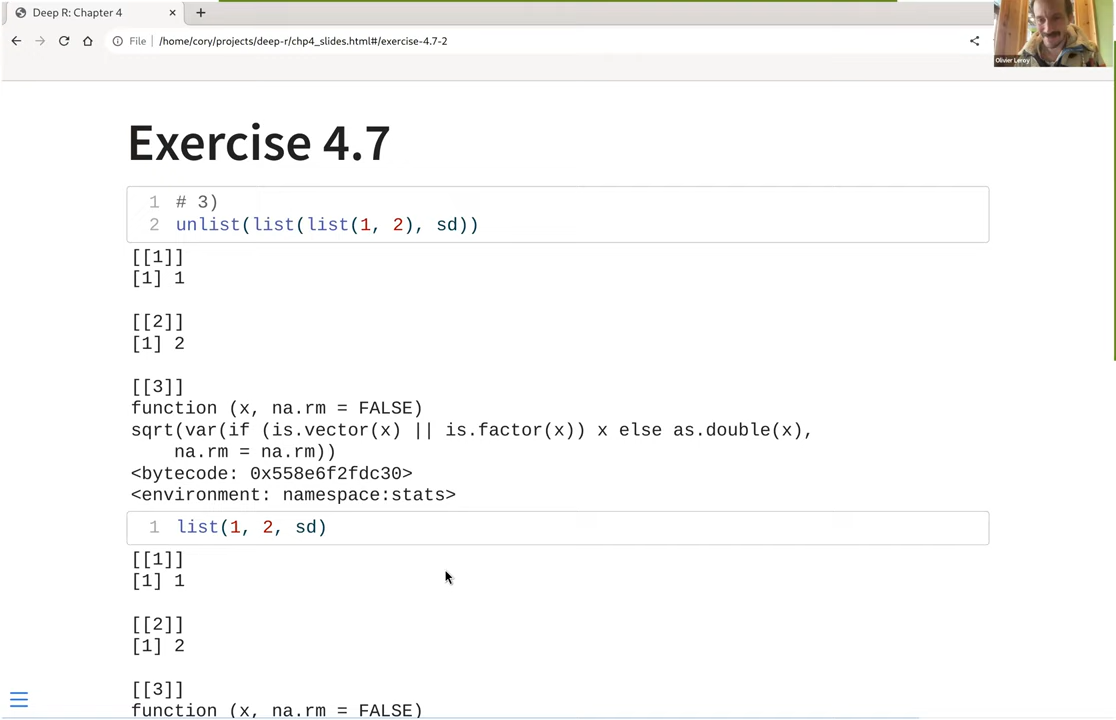 Deep R: Chapter 4
File
/home/cory/projects/deep-r/chp4_slides.html#/exercise-4.7-2
Olivier Leroy
Exercise 4.7
1 # 3)
2 unlist(list(list(1, 2), sd))
[[1]]
[1] 1
[[2]]
[1] 2
[[3]]
function (x, na.rm = FALSE)
sqrt(var(if (is.vector(x) || is.factor(x)) x else as.double(x),
na.rm = na.rm))
<bytecode: 0x558e6f2fdc30>
<environment: namespace:stats>
1 list(1, 2, sd)
[[1]]
[1] 1
[[2]]
[1] 2
[[3]]
function (x, na.rm = FALSE)